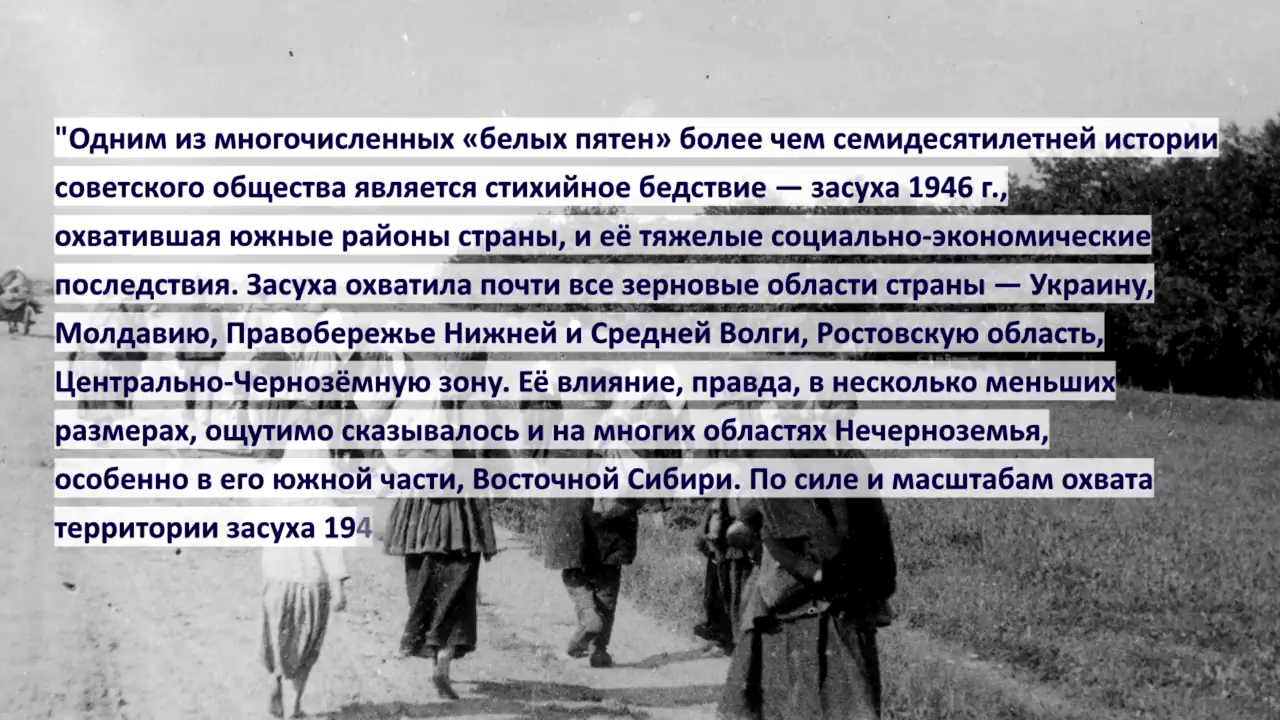 "Одним из многочисленных «белых пятен» более чем семидесятилетней истории
советского общества является стихийное бедствие — засуха 1946 г.,
охватившая южные районы страны, и её тяжелые социально-экономические
последствия. Засуха охватила почти все зерновые области страны — Украину,
Молдавию, Правобережье Нижней и Средней Волги, Ростовскую область,
Центрально-Чернозёмную зону. Её влияние, правда, в несколько меньших
размерах, ощутимо сказывалось и на многих областях Нечерноземья,
особенно в его южной части, Восточной Сибири. По силе и масштабам охвата
территории засуха 194